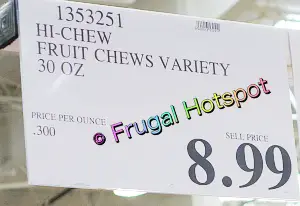 1353251
HI-CHEW
FRUIT CHEWS VARIETY
30 OZ
PRICE PER OUNCE
.300
© Frugal Hotspot
SELL PRICE
8.99